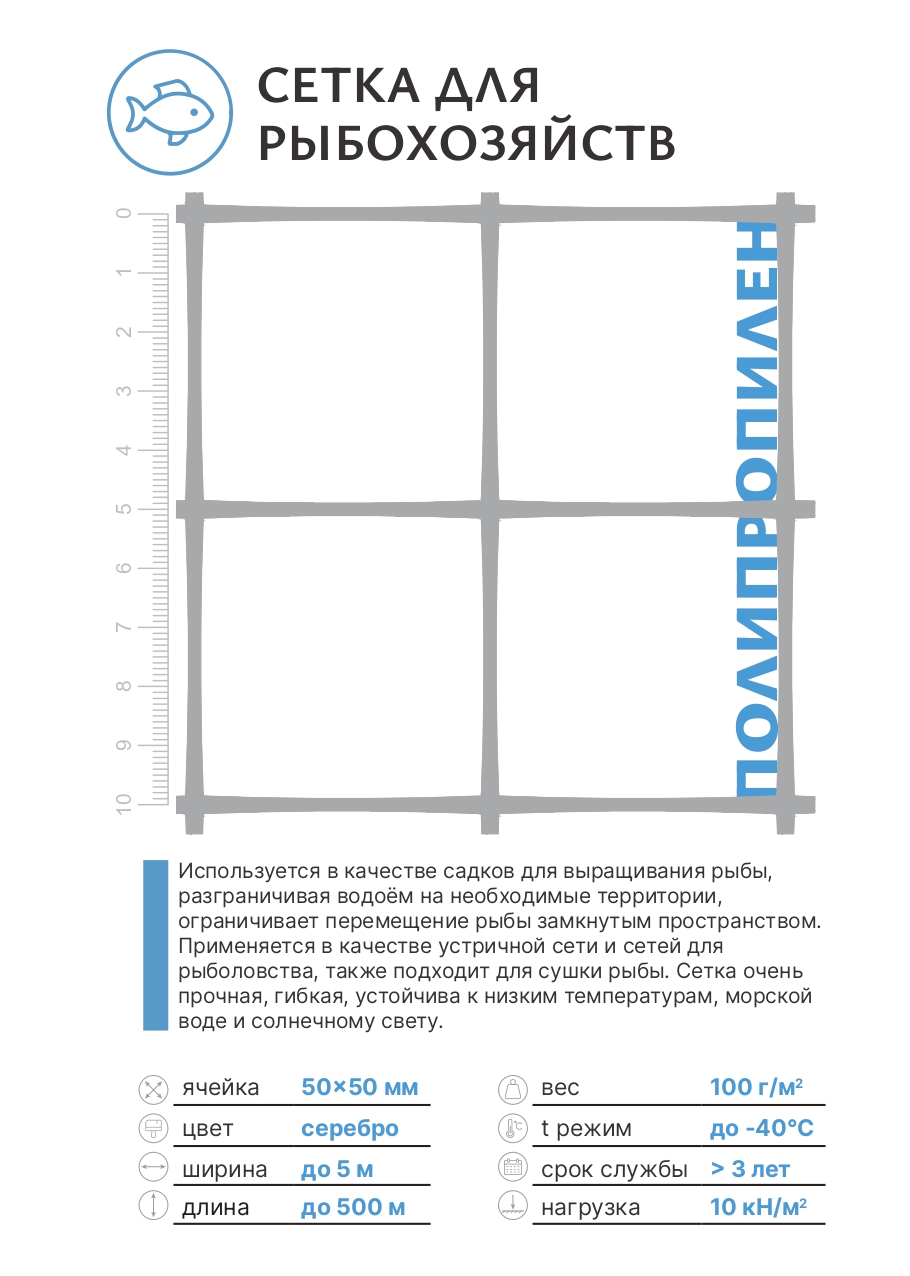 СЕТКА ДЛЯ
РЫБОХОЗЯЙСТВ
0
1
2
3
4
5
6
7
8
9
10
ПОЛИПРОПИЛЕН
Используется в качестве садков для выращивания рыбы,
разграничивая водоём на необходимые территории,
ограничивает перемещение рыбы замкнутым пространством.
Применяется в качестве устричной сети и сетей для
рыболовства, также подходит для сушки рыбы. Сетка очень
прочная, гибкая, устойчива к низким температурам, морской
воде и солнечному свету.
ячейка 50×50 мм
цвет серебро
ширина до 5 м
длина до 500 м
вес 100 г/м²
°C
t режим до -40°C
срок службы > 3 лет
нагрузка 10 кН/м²